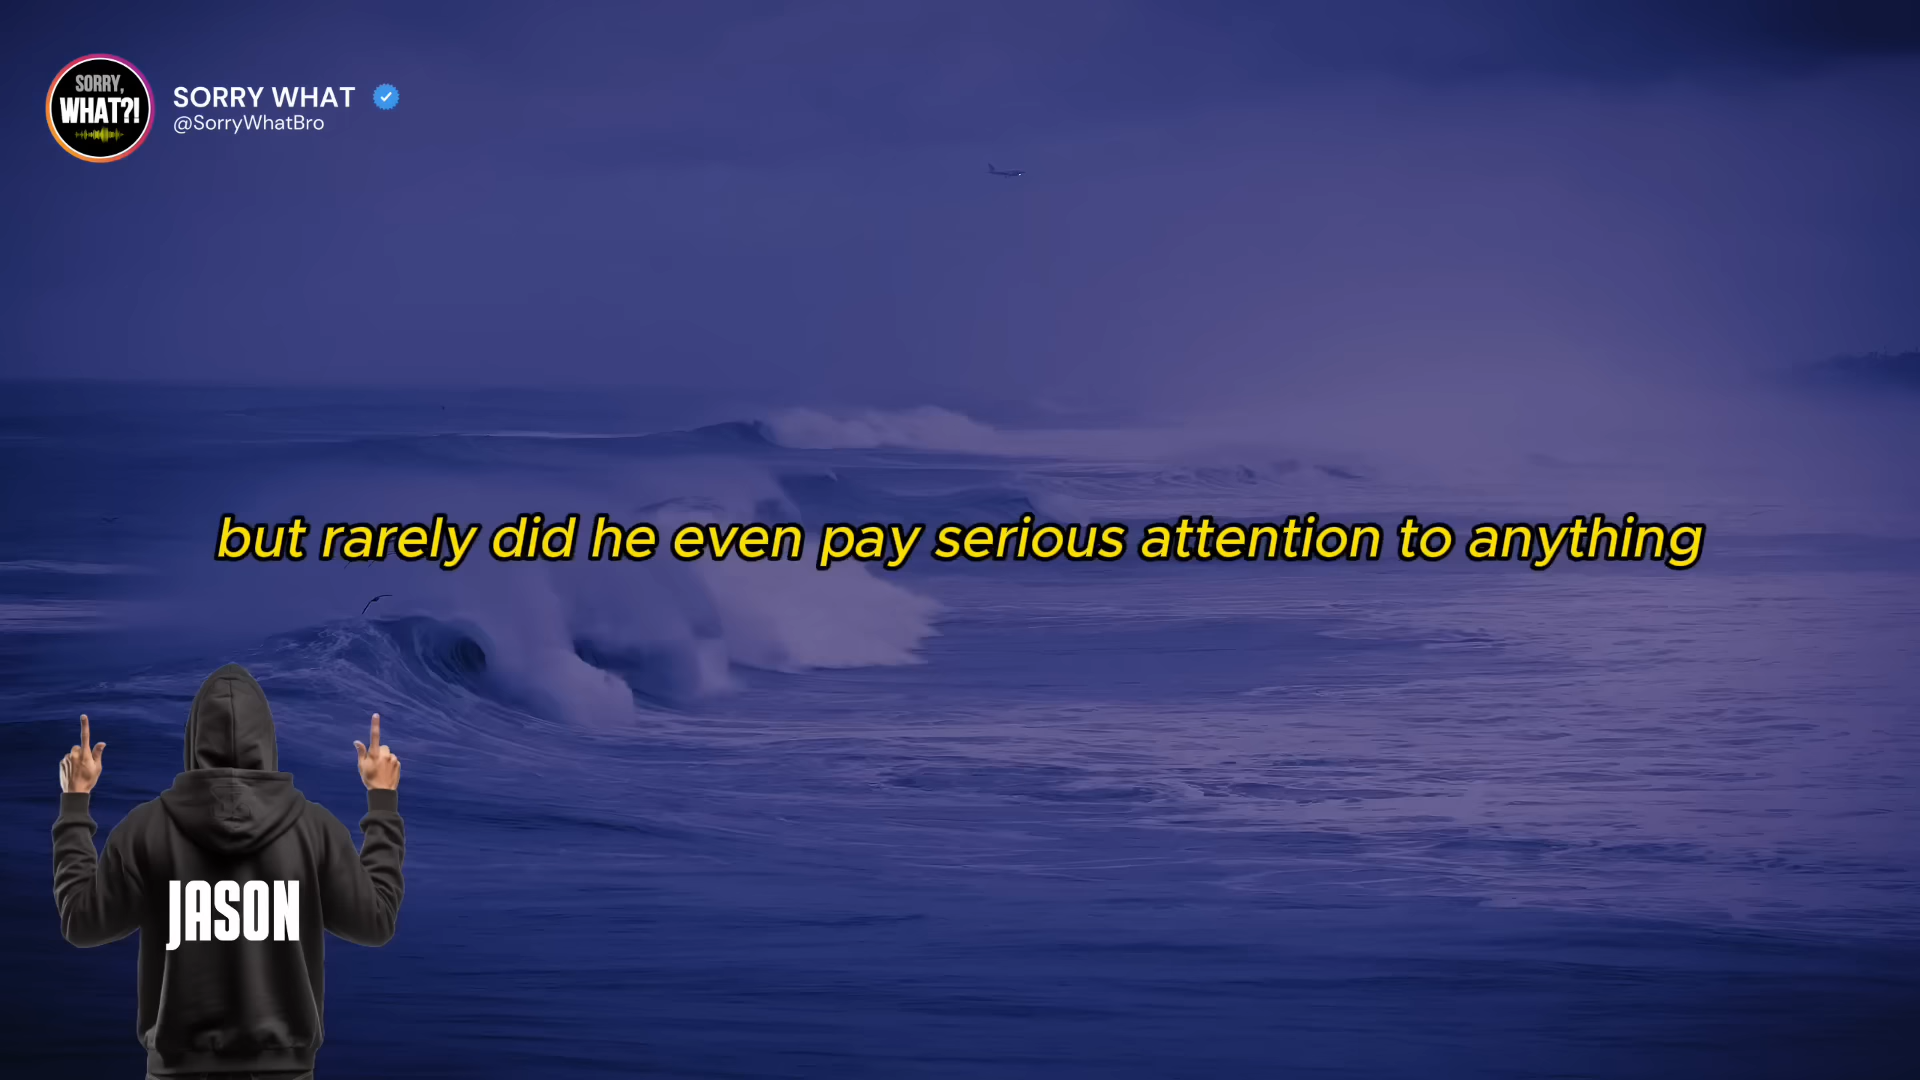 SORRY,
WHAT?!
SORRY WHAT
@SorryWhatBro
but rarely did he even pay serious attention to anything
JASON